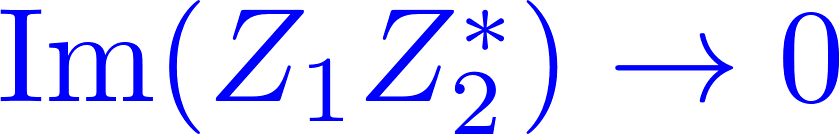 Im(Z₁Z₂*) → 0